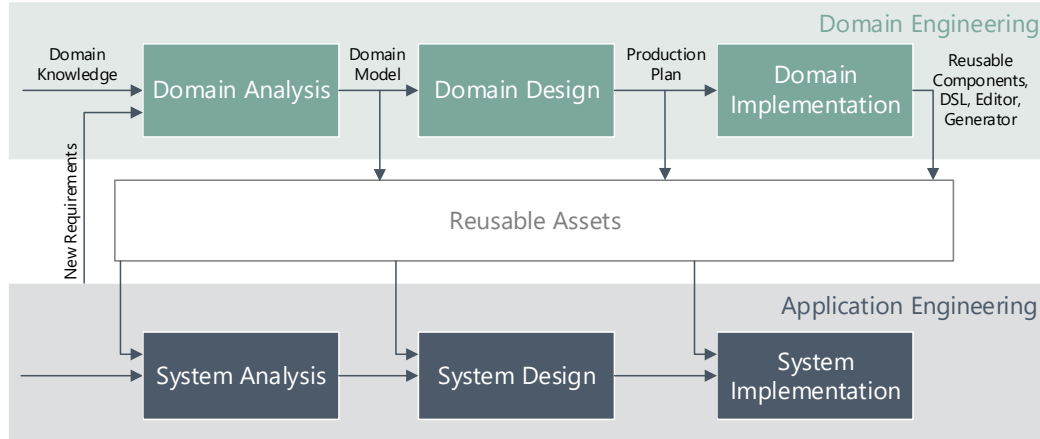 Domain Engineering
Domain
Knowledge
Domain Analysis
Domain
Model
Domain Design
Production
Plan
Domain
Implementation
Reusable
Components,
DSL, Editor,
Generator
New Requirements
Reusable Assets
Application Engineering
System Analysis
System Design
System
Implementation